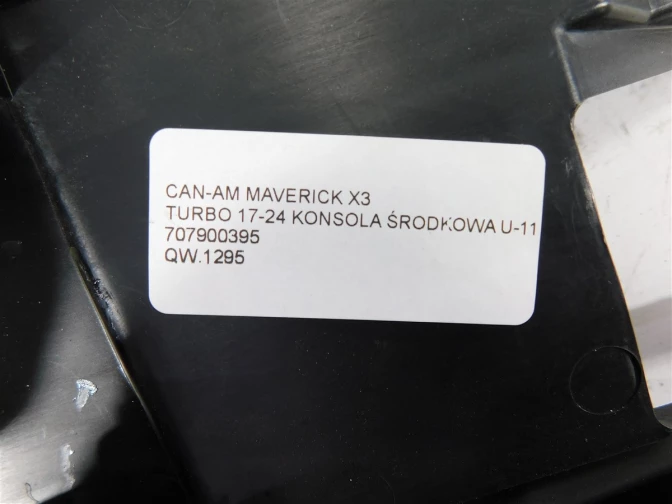 CAN-AM MAVERICK X3
TURBO 17-24 KONSOLA ŚRODKOWA U-11
707900395
QW.1295